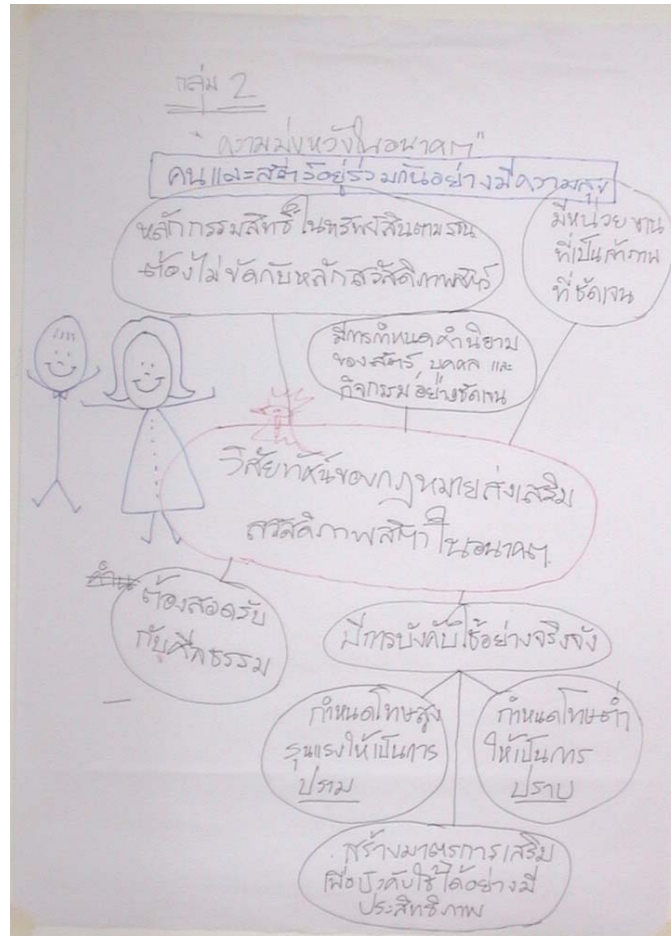 กลุ่ม 2
"ความมุ่งหวังในอนาคต"
คนและสัตว์อยู่ร่วมกันอย่างมีความสุข
หลักกรรมสิทธิ์ในทรัพย์สินตาม
ต้องไม่ขัดกับหลักสวัสดิภาพสัตว์
มีหน่วยงาน
ที่เป็น
ที่ชัดเจน
มีการกำหนดคำนิยาม
ของสัตว์ บุคคล และ
กิจกรรมอย่างชัดเจน
วิสัยทัศน์ของกฎหมายส่งเสริม
สวัสดิภาพสัตว์ในอนาคต
ต้องสอดรับ
กับศีลธรรม
มีการบังคับใช้อย่างจริงจัง
กำหนดโทษสูง
รุนแรงให้เป็นการ
ปราม
กำหนดโทษต่ำ
ให้เป็นการ
ปราบ
สร้างมาตรการเสริม
เพื่อบังคับใช้ได้อย่างมี
ประสิทธิภาพ